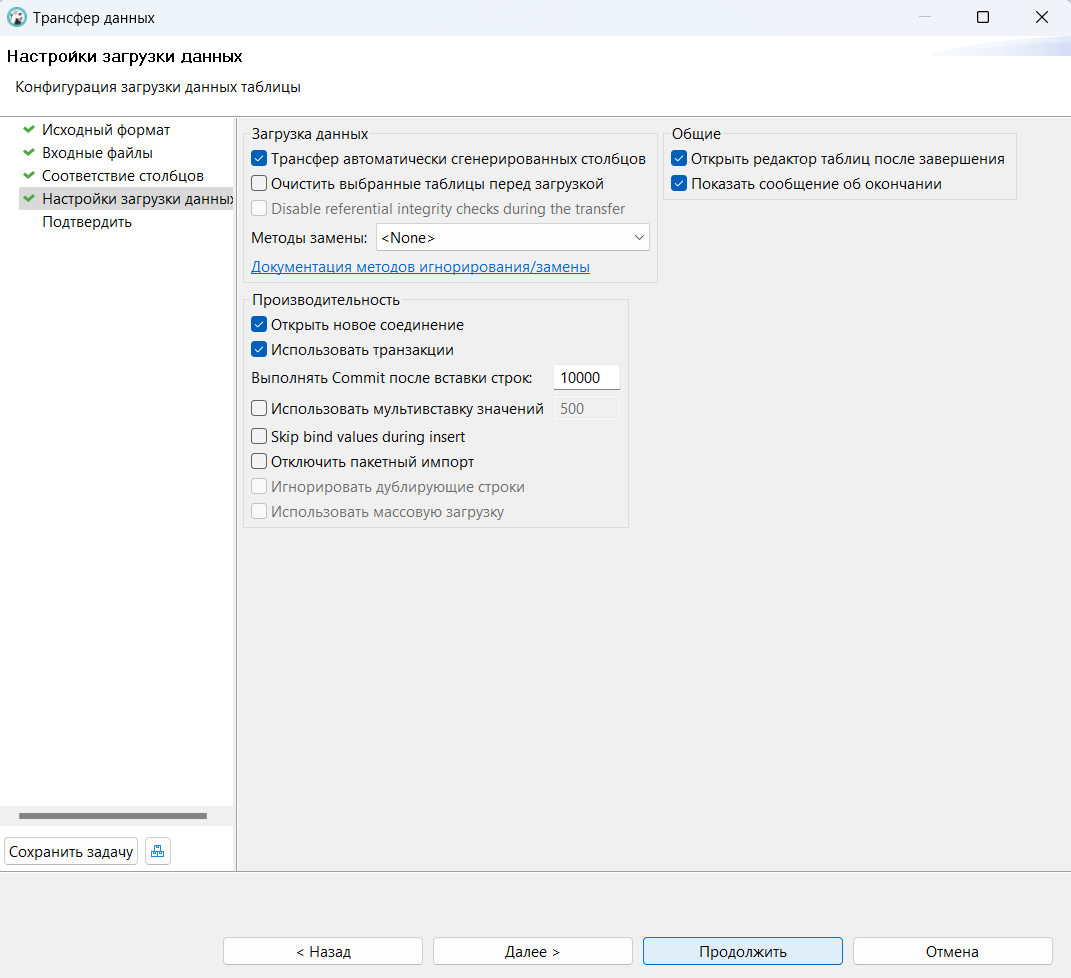 Трансфер данных
Настройки загрузки данных
Конфигурация загрузки данных таблицы
Исходный формат
Входные файлы
Соответствие столбцов
Настройки загрузки данны
Подтвердить
Загрузка данных
Трансфер автоматически сгенерированных столбцов
Очистить выбранные таблицы перед загрузкой
Disable referential integrity checks during the transfer
Методы замены: <None>
Документация методов игнорирования/замены
Производительность
Открыть новое соединение
Использовать транзакции
Выполнять Commit после вставки строк: 10000
Использовать мультивставку значений 500
Skip bind values during insert
Отключить пакетный импорт
Игнорировать дублирующие строки
Использовать массовую загрузку
Общие
Открыть редактор таблиц после завершения
Показать сообщение об окончании
Сохранить задачу
< Назад
Далее >
Продолжить
Отмена